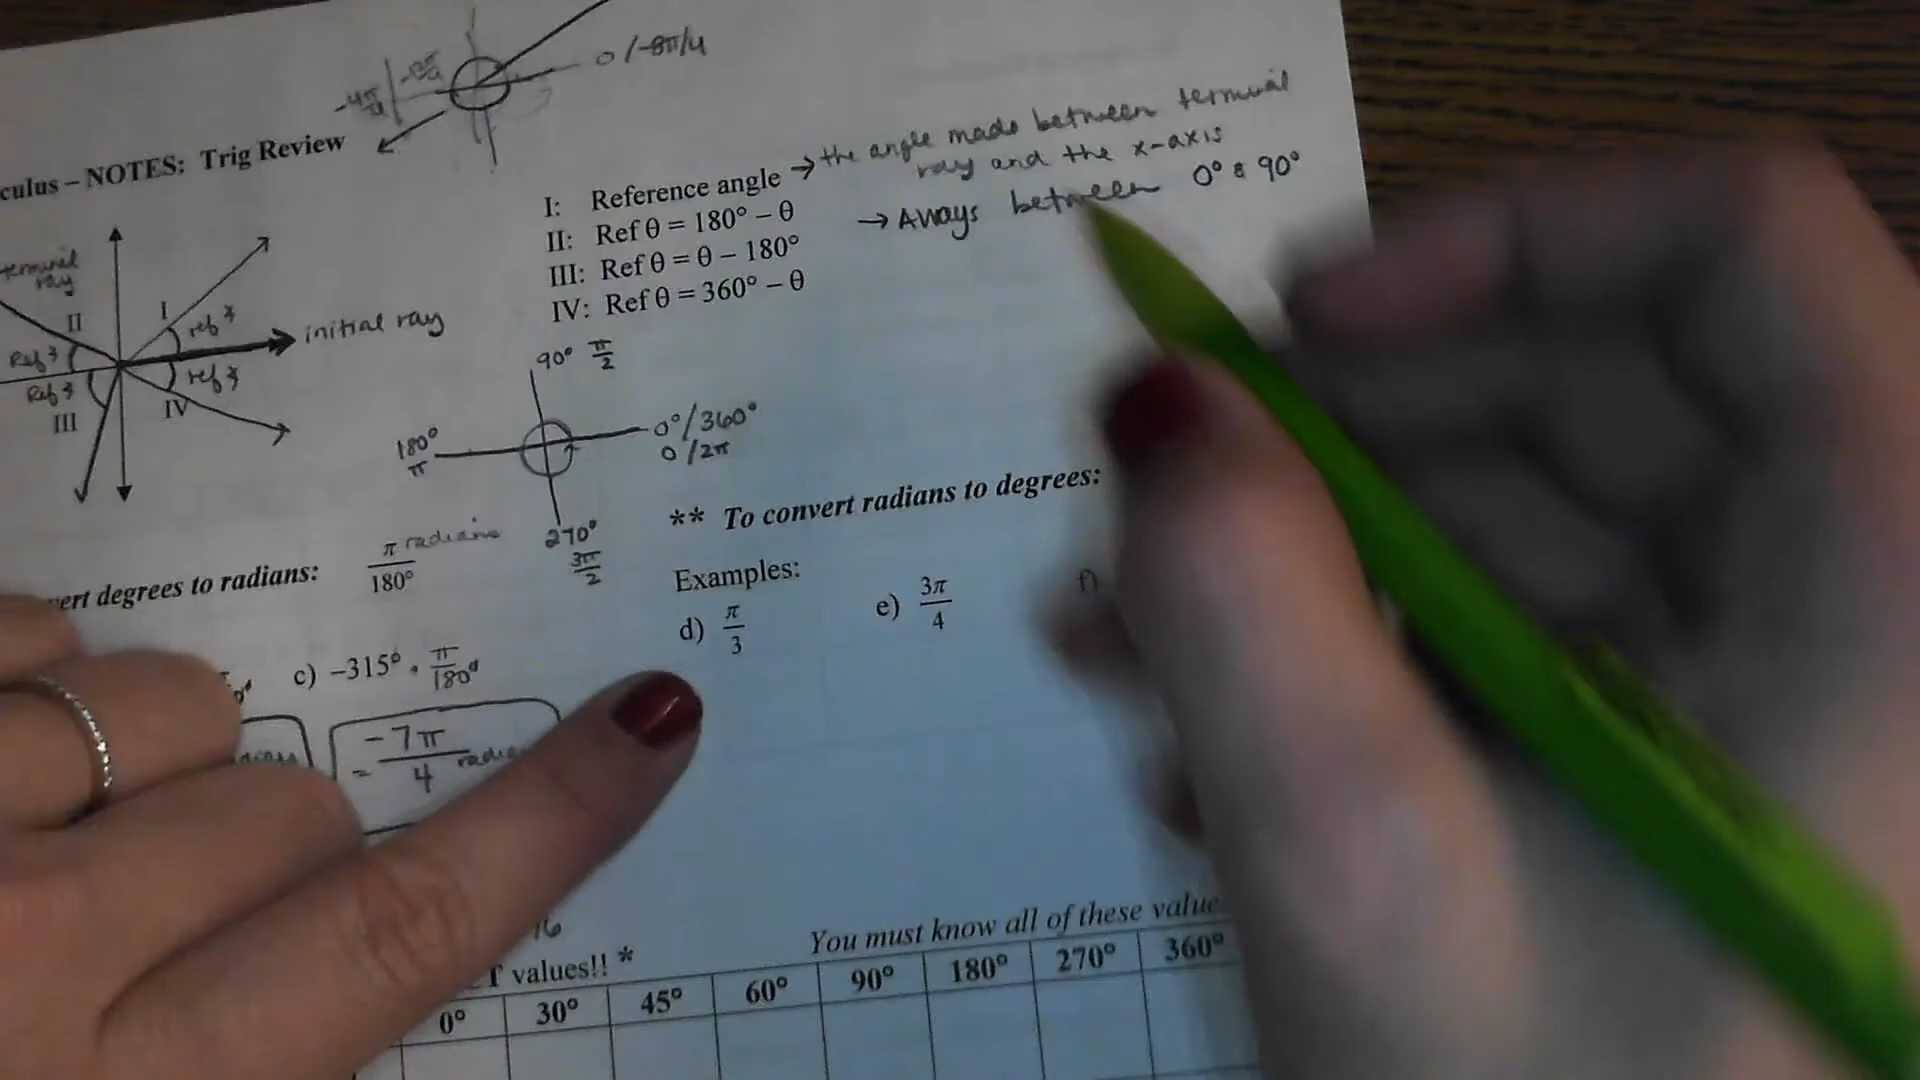 0/-8π/4
-4π/4
culus – NOTES: Trig Review
I: Reference angle → the angle made between terminal
ray and the x-axis
II: Ref θ = 180° – θ
→ Always between 0° & 90°
III: Ref θ = θ – 180°
IV: Ref θ = 360° – θ
terminal
ray
II
I
ref ∡
initial ray
Ref ∡
Ref ∡
ref ∡
III
IV
90° π/2
180°
π
0°/360°
0/2π
270°
3π/2
** To convert radians to degrees:
vert degrees to radians: π radians/180°
Examples:
d) π/3
e) 3π/4
f)
c) –315° · π/180°
= -7π/4
T values!! *
You must know all of these value
0° 30° 45° 60° 90° 180° 270° 360°